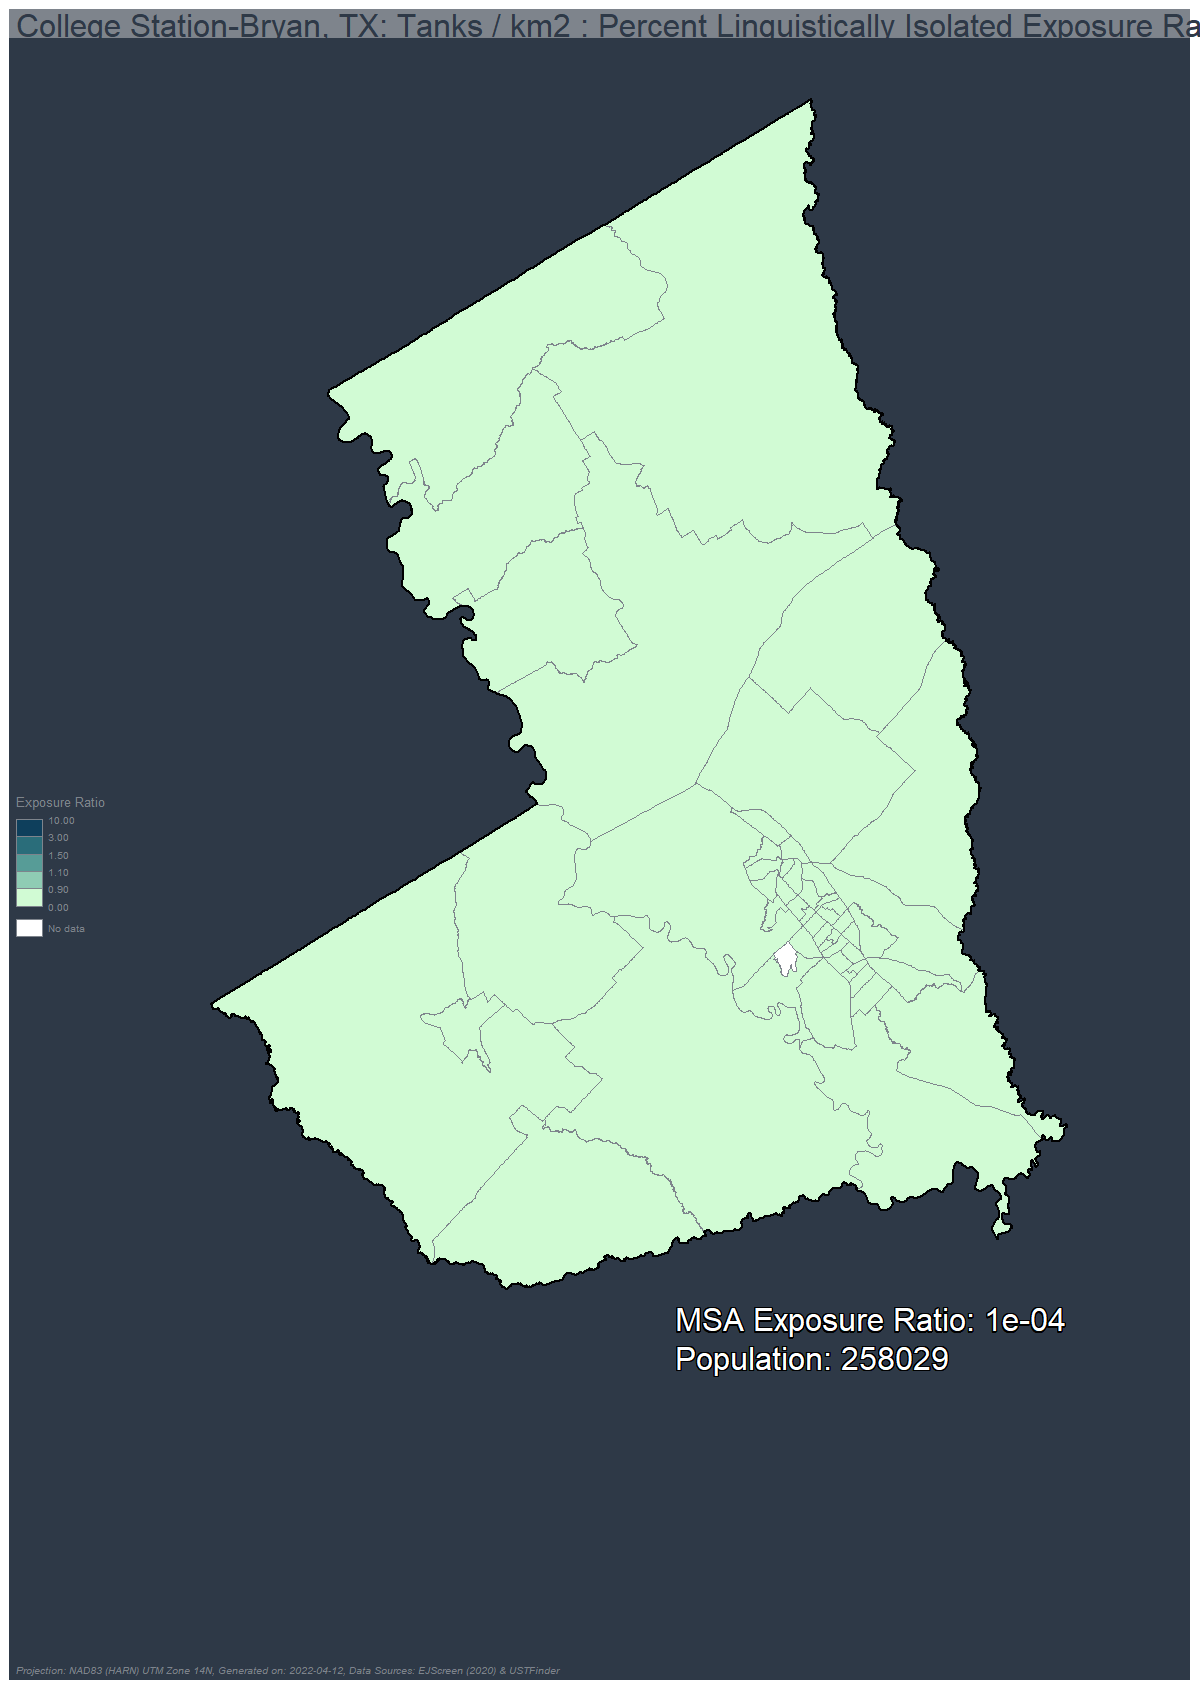 College Station-Bryan, TX: Tanks / km2 : Percent Linguistically Isolated Exposure Ra
Exposure Ratio
10.00
3.00
1.50
1.10
0.90
0.00
No data
MSA Exposure Ratio: 1e-04
Population: 258029
Projection: NAD83 (HARN) UTM Zone 14N, Generated on: 2022-04-12, Data Sources: EJScreen (2020) & USTFinder